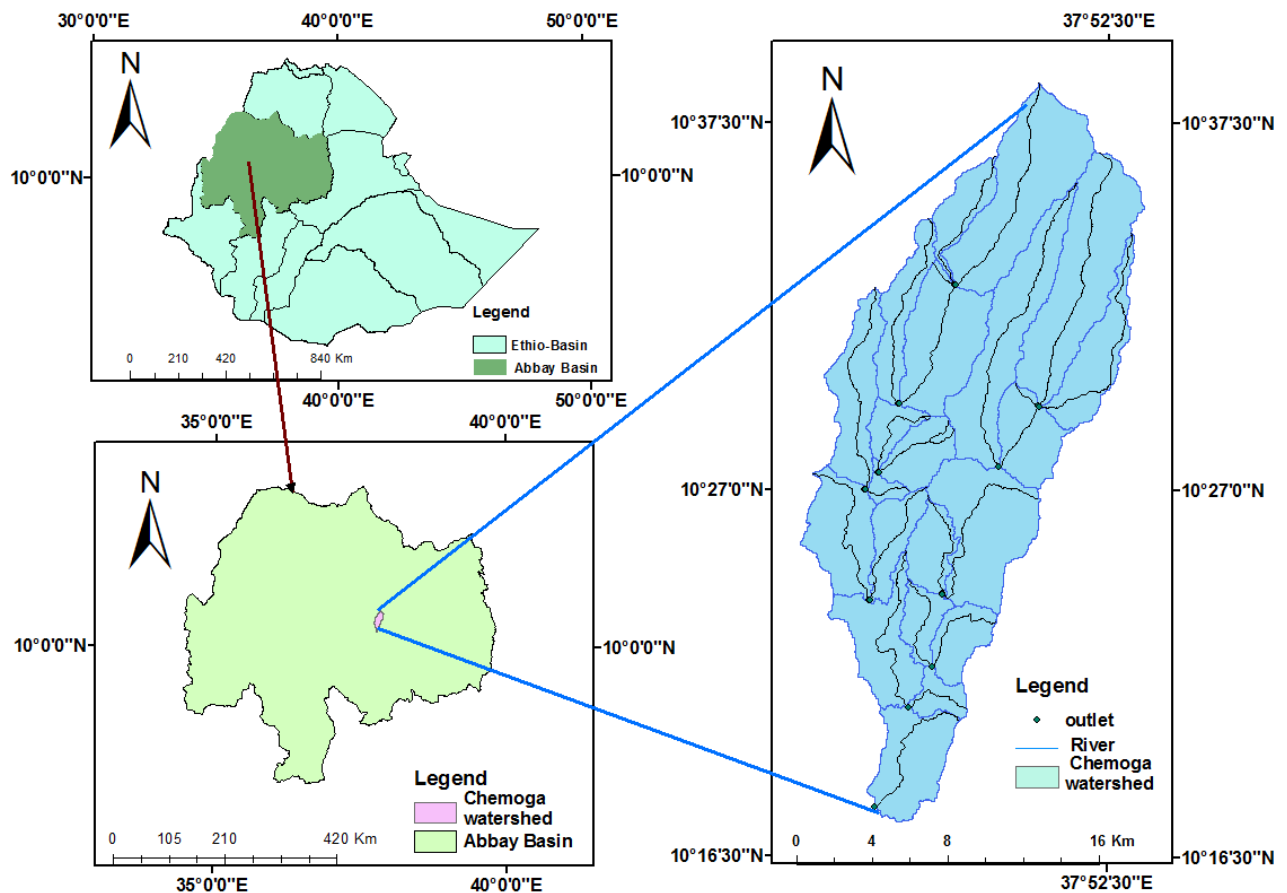 30°0'0"E 40°0'0"E 50°0'0"E
N
10°0'0"N
10°0'0"N
Legend
Ethio-Basin
Abbay Basin
0 210 420 840 Km
40°0'0"E 50°0'0"E
35°0'0"E 40°0'0"E
N
10°0'0"N
10°0'0"N
Legend
Chemoga
watershed
Abbay Basin
0 105 210 420 Km
35°0'0"E 40°0'0"E
37°52'30"E
N
10°37'30"N
10°37'30"N
10°27'0"N
10°27'0"N
Legend
outlet
River
Chemoga
watershed
0 4 8 16 Km
10°16'30"N
10°16'30"N
37°52'30"E